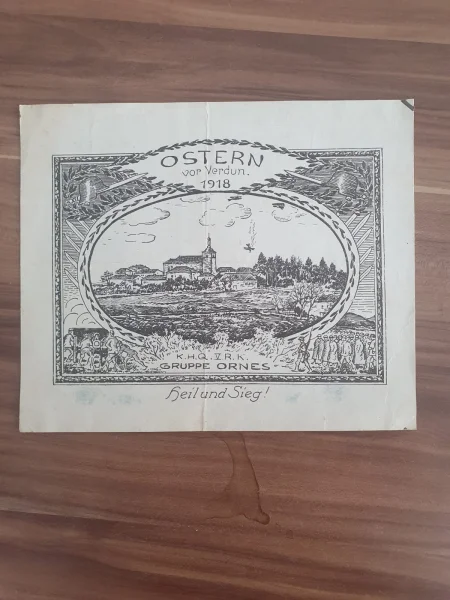 OSTERN
vor Verdun.
1918
K.H.Q. V.R.K.
GRUPPE ORNES
Heil und Sieg!